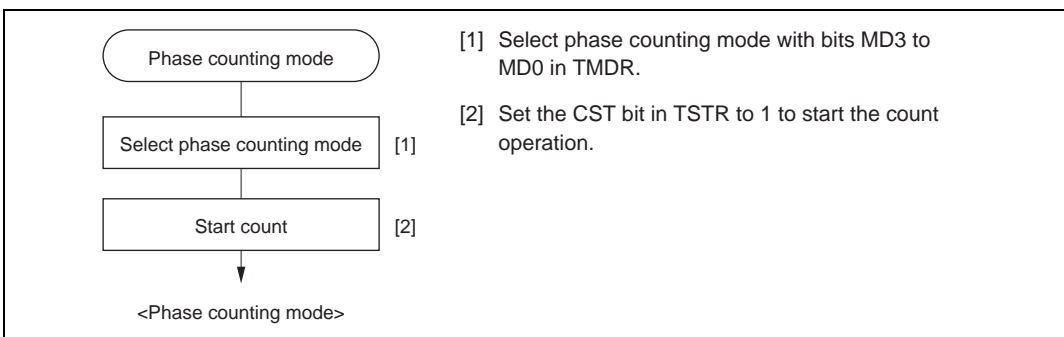 Phase counting mode
Select phase counting mode [1]
Start count [2]
<Phase counting mode>
[1] Select phase counting mode with bits MD3 to
MD0 in TMDR.
[2] Set the CST bit in TSTR to 1 to start the count
operation.